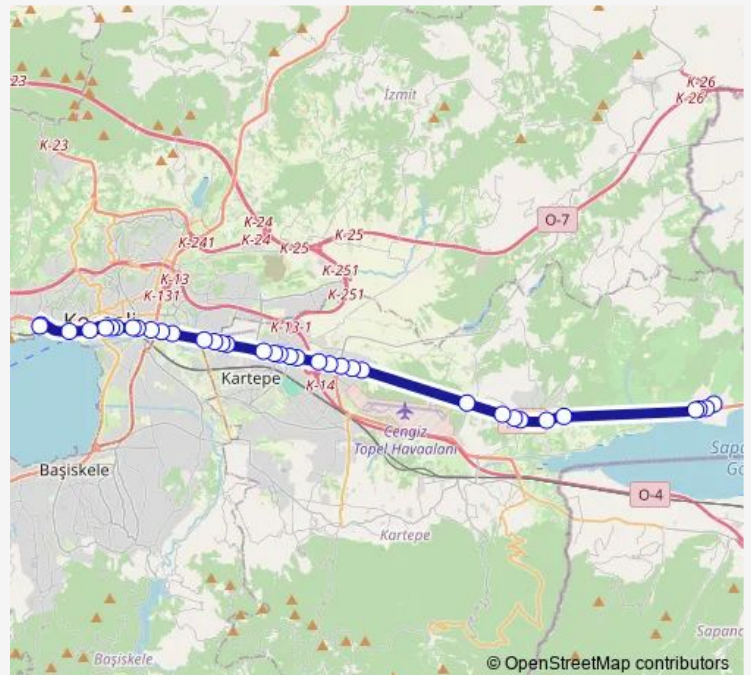 23
K-26
K-26
İzmit
K-23
K-24
K-241
K-24
K-25
K-25
O-7
K-251
K-251
K-13
K-131
K-13-1
Kartepe
K-14
Cengiz
Topel Havaalanı
Başiskele
O-4
Kartepe
Başiskele
© OpenStreetMap contributors